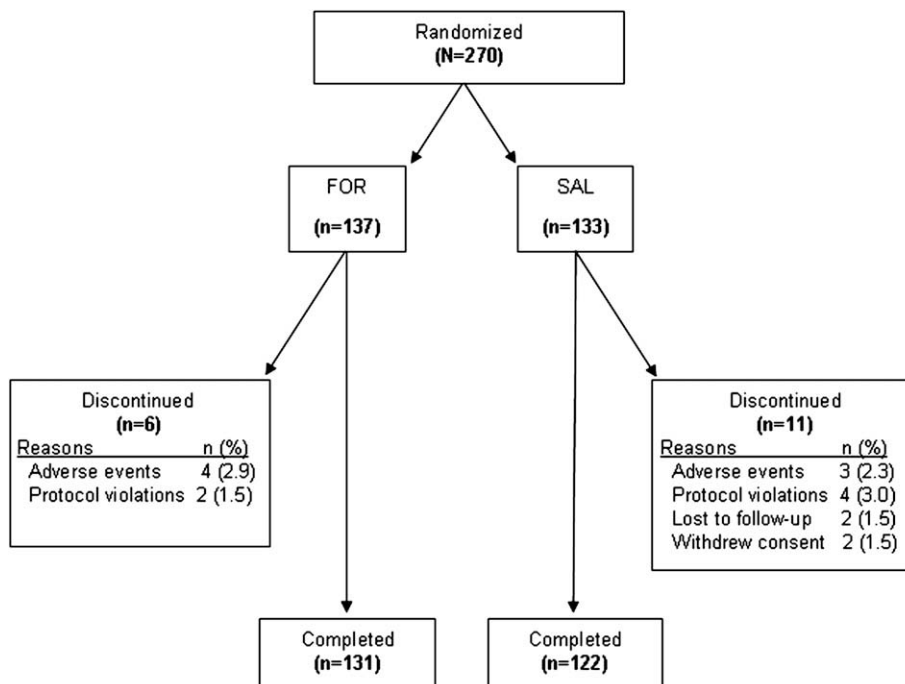 Randomized
(N=270)
FOR
(n=137)
SAL
(n=133)
Discontinued
(n=6)
Reasons n (%)
Adverse events 4 (2.9)
Protocol violations 2 (1.5)
Discontinued
(n=11)
Reasons n (%)
Adverse events 3 (2.3)
Protocol violations 4 (3.0)
Lost to follow-up 2 (1.5)
Withdrew consent 2 (1.5)
Completed
(n=131)
Completed
(n=122)